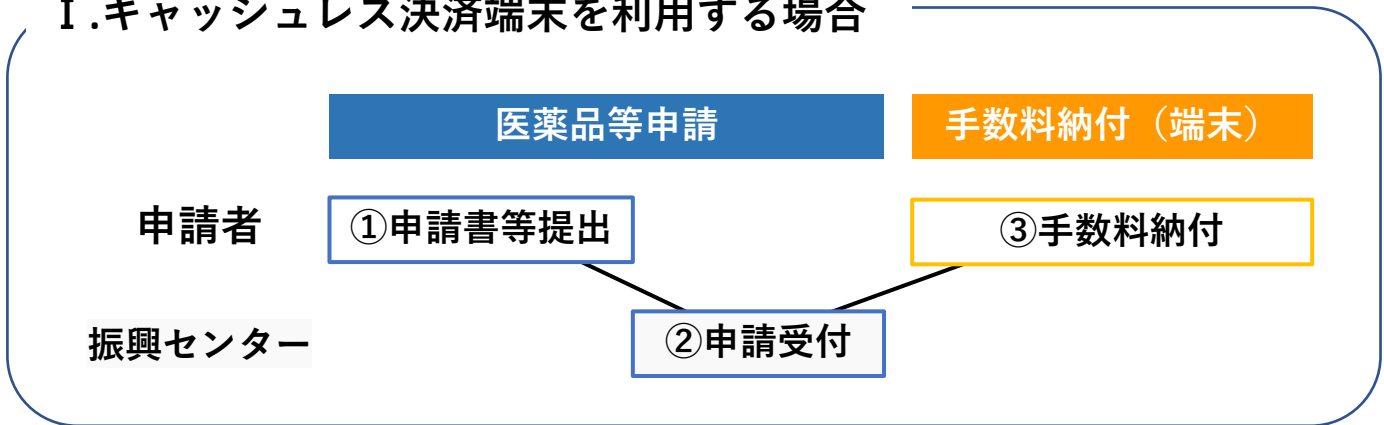 Ⅰ.キャッシュレス決済端末を利用する場合
医薬品等申請
手数料納付（端末）
申請者
①申請書等提出
③手数料納付
振興センター
②申請受付